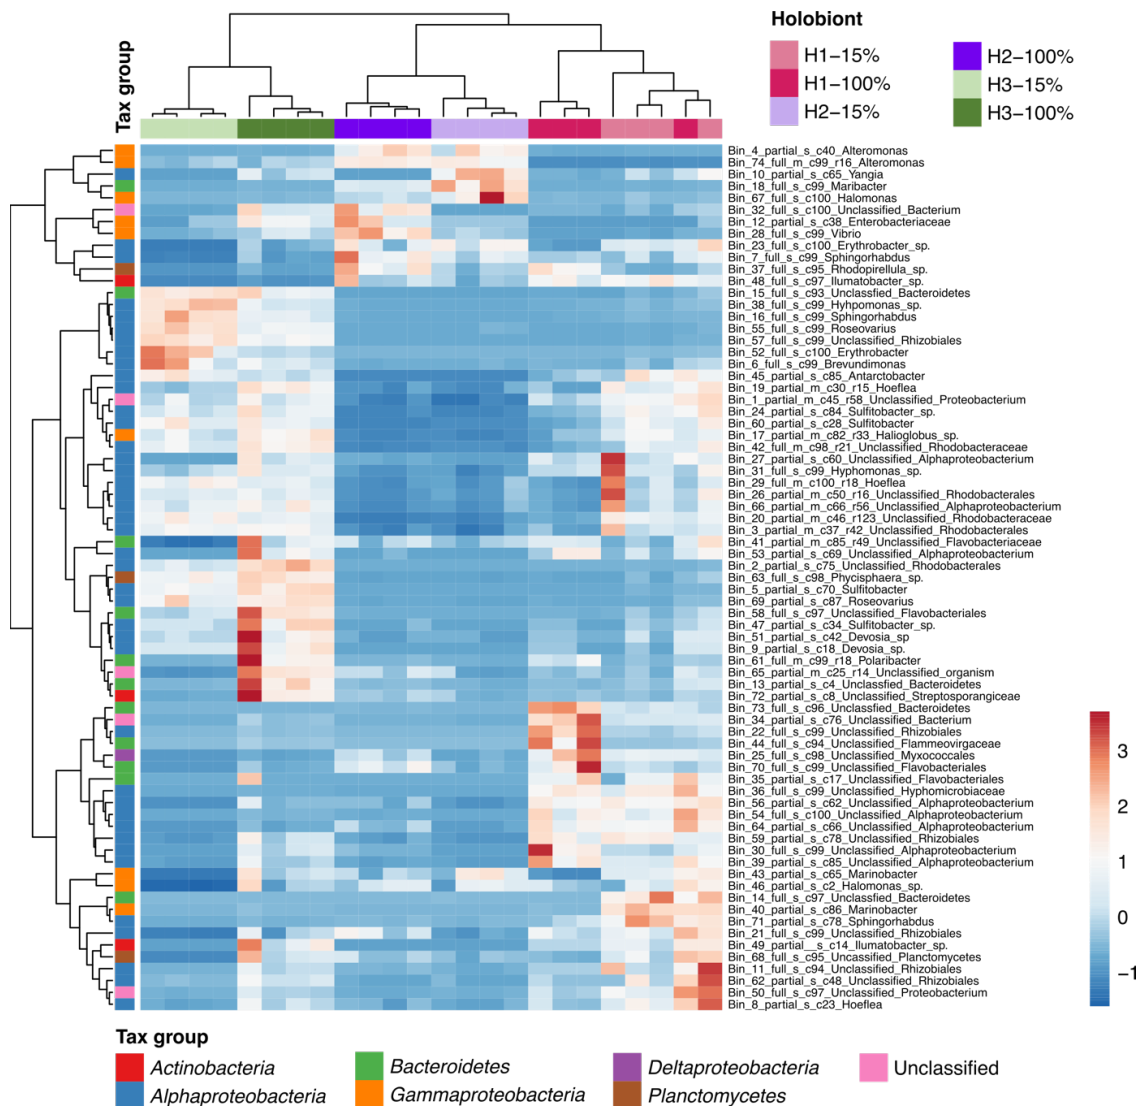 Holobiont
H1−15%
H1−100%
H2−15%
H2−100%
H3−15%
H3−100%
Tax group
Bin_4_partial_s_c40_Alteromonas
Bin_74_full_m_c99_r16_Alteromonas
Bin_10_partial_s_c65_Yangia
Bin_18_full_s_c99_Maribacter
Bin_67_full_s_c100_Halomonas
Bin_32_full_s_c100_Unclassified_Bacterium
Bin_12_partial_s_c38_Enterobacteriaceae
Bin_28_full_s_c99_Vibrio
Bin_23_full_s_c100_Erythrobacter_sp.
Bin_7_full_s_c99_Sphingorhabdus
Bin_37_full_s_c95_Rhodopirellula_sp.
Bin_48_full_s_c97_Ilumatobacter_sp.
Bin_15_full_s_c93_Unclassfied_Bacteroidetes
Bin_38_full_s_c99_Hyhpomonas_sp.
Bin_16_full_s_c99_Sphingorhabdus
Bin_55_full_s_c99_Roseovarius
Bin_57_full_s_c99_Unclassified_Rhizobiales
Bin_52_full_s_c100_Erythrobacter
Bin_6_full_s_c99_Brevundimonas
Bin_45_partial_s_c85_Antarctobacter
Bin_19_partial_m_c30_r15_Hoeflea
Bin_1_partial_m_c45_r58_Unclassified_Proteobacterium
Bin_24_partial_s_c84_Sulfitobacter_sp.
Bin_60_partial_s_c28_Sulfitobacter
Bin_17_partial_m_c82_r33_Halioglobus_sp.
Bin_42_full_m_c98_r21_Unclassified_Rhodobacteraceae
Bin_27_partial_s_c60_Unclassified_Alphaproteobacterium
Bin_31_full_s_c99_Hyphomonas_sp.
Bin_29_full_m_c100_r18_Hoeflea
Bin_26_partial_m_c50_r16_Unclassified_Rhodobacterales
Bin_66_partial_m_c66_r56_Unclassified_Alphaproteobacterium
Bin_20_partial_m_c46_r123_Unclassified_Rhodobacteraceae
Bin_3_partial_m_c37_r42_Unclassified_Rhodobacterales
Bin_41_partial_m_c85_r49_Unclassified_Flavobacteriaceae
Bin_53_partial_s_c69_Unclassified_Alphaproteobacterium
Bin_2_partial_s_c75_Unclassified_Rhodobacterales
Bin_63_full_s_c98_Phycisphaera_sp.
Bin_5_partial_s_c70_Sulfitobacter
Bin_69_partial_s_c87_Roseovarius
Bin_58_full_s_c97_Unclassified_Flavobacteriales
Bin_47_partial_s_c34_Sulfitobacter_sp.
Bin_51_partial_s_c42_Devosia_sp
Bin_9_partial_s_c18_Devosia_sp.
Bin_61_full_m_c99_r18_Polaribacter
Bin_65_partial_m_c25_r14_Unclassified_organism
Bin_13_partial_s_c4_Unclassfied_Bacteroidetes
Bin_72_partial_s_c8_Unclassified_Streptosporangiceae
Bin_73_full_s_c96_Unclassfied_Bacteroidetes
Bin_34_partial_s_c76_Unclassified_Bacterium
Bin_22_full_s_c99_Unclassified_Rhizobiales
Bin_44_full_s_c94_Unclassified_Flammeovirgaceae
Bin_25_full_s_c98_Unclassified_Myxococcales
Bin_70_full_s_c99_Unclassified_Flavobacteriales
Bin_35_partial_s_c17_Unclassified_Flavobacteriales
Bin_36_full_s_c99_Unclassified_Hyphomicrobiaceae
Bin_56_partial_s_c62_Unclassified_Alphaproteobacterium
Bin_54_full_s_c100_Unclassified_Alphaproteobacterium
Bin_64_partial_s_c66_Unclassified_Alphaproteobacterium
Bin_59_partial_s_c78_Unclassified_Rhizobiales
Bin_30_full_s_c99_Unclassified_Alphaproteobacterium
Bin_39_partial_s_c85_Unclassified_Alphaproteobacterium
Bin_43_partial_s_c65_Marinobacter
Bin_46_partial_s_c2_Halomonas_sp.
Bin_14_full_s_c97_Unclassified_Bacteroidetes
Bin_40_partial_s_c86_Marinobacter
Bin_71_partial_s_c78_Sphingorhabdus
Bin_21_full_s_c99_Unclassified_Rhizobiales
Bin_49_partial__s_c14_Ilumatobacter_sp.
Bin_68_full_s_c95_Uncassified_Planctomycetes
Bin_11_full_s_c94_Unclassified_Rhizobiales
Bin_62_partial_s_c48_Unclassified_Rhizobiales
Bin_50_full_s_c97_Unclassified_Proteobacterium
Bin_8_partial_s_c23_Hoeflea
3
2
1
0
−1
Tax group
Actinobacteria
Alphaproteobacteria
Bacteroidetes
Gammaproteobacteria
Deltaproteobacteria
Planctomycetes
Unclassified